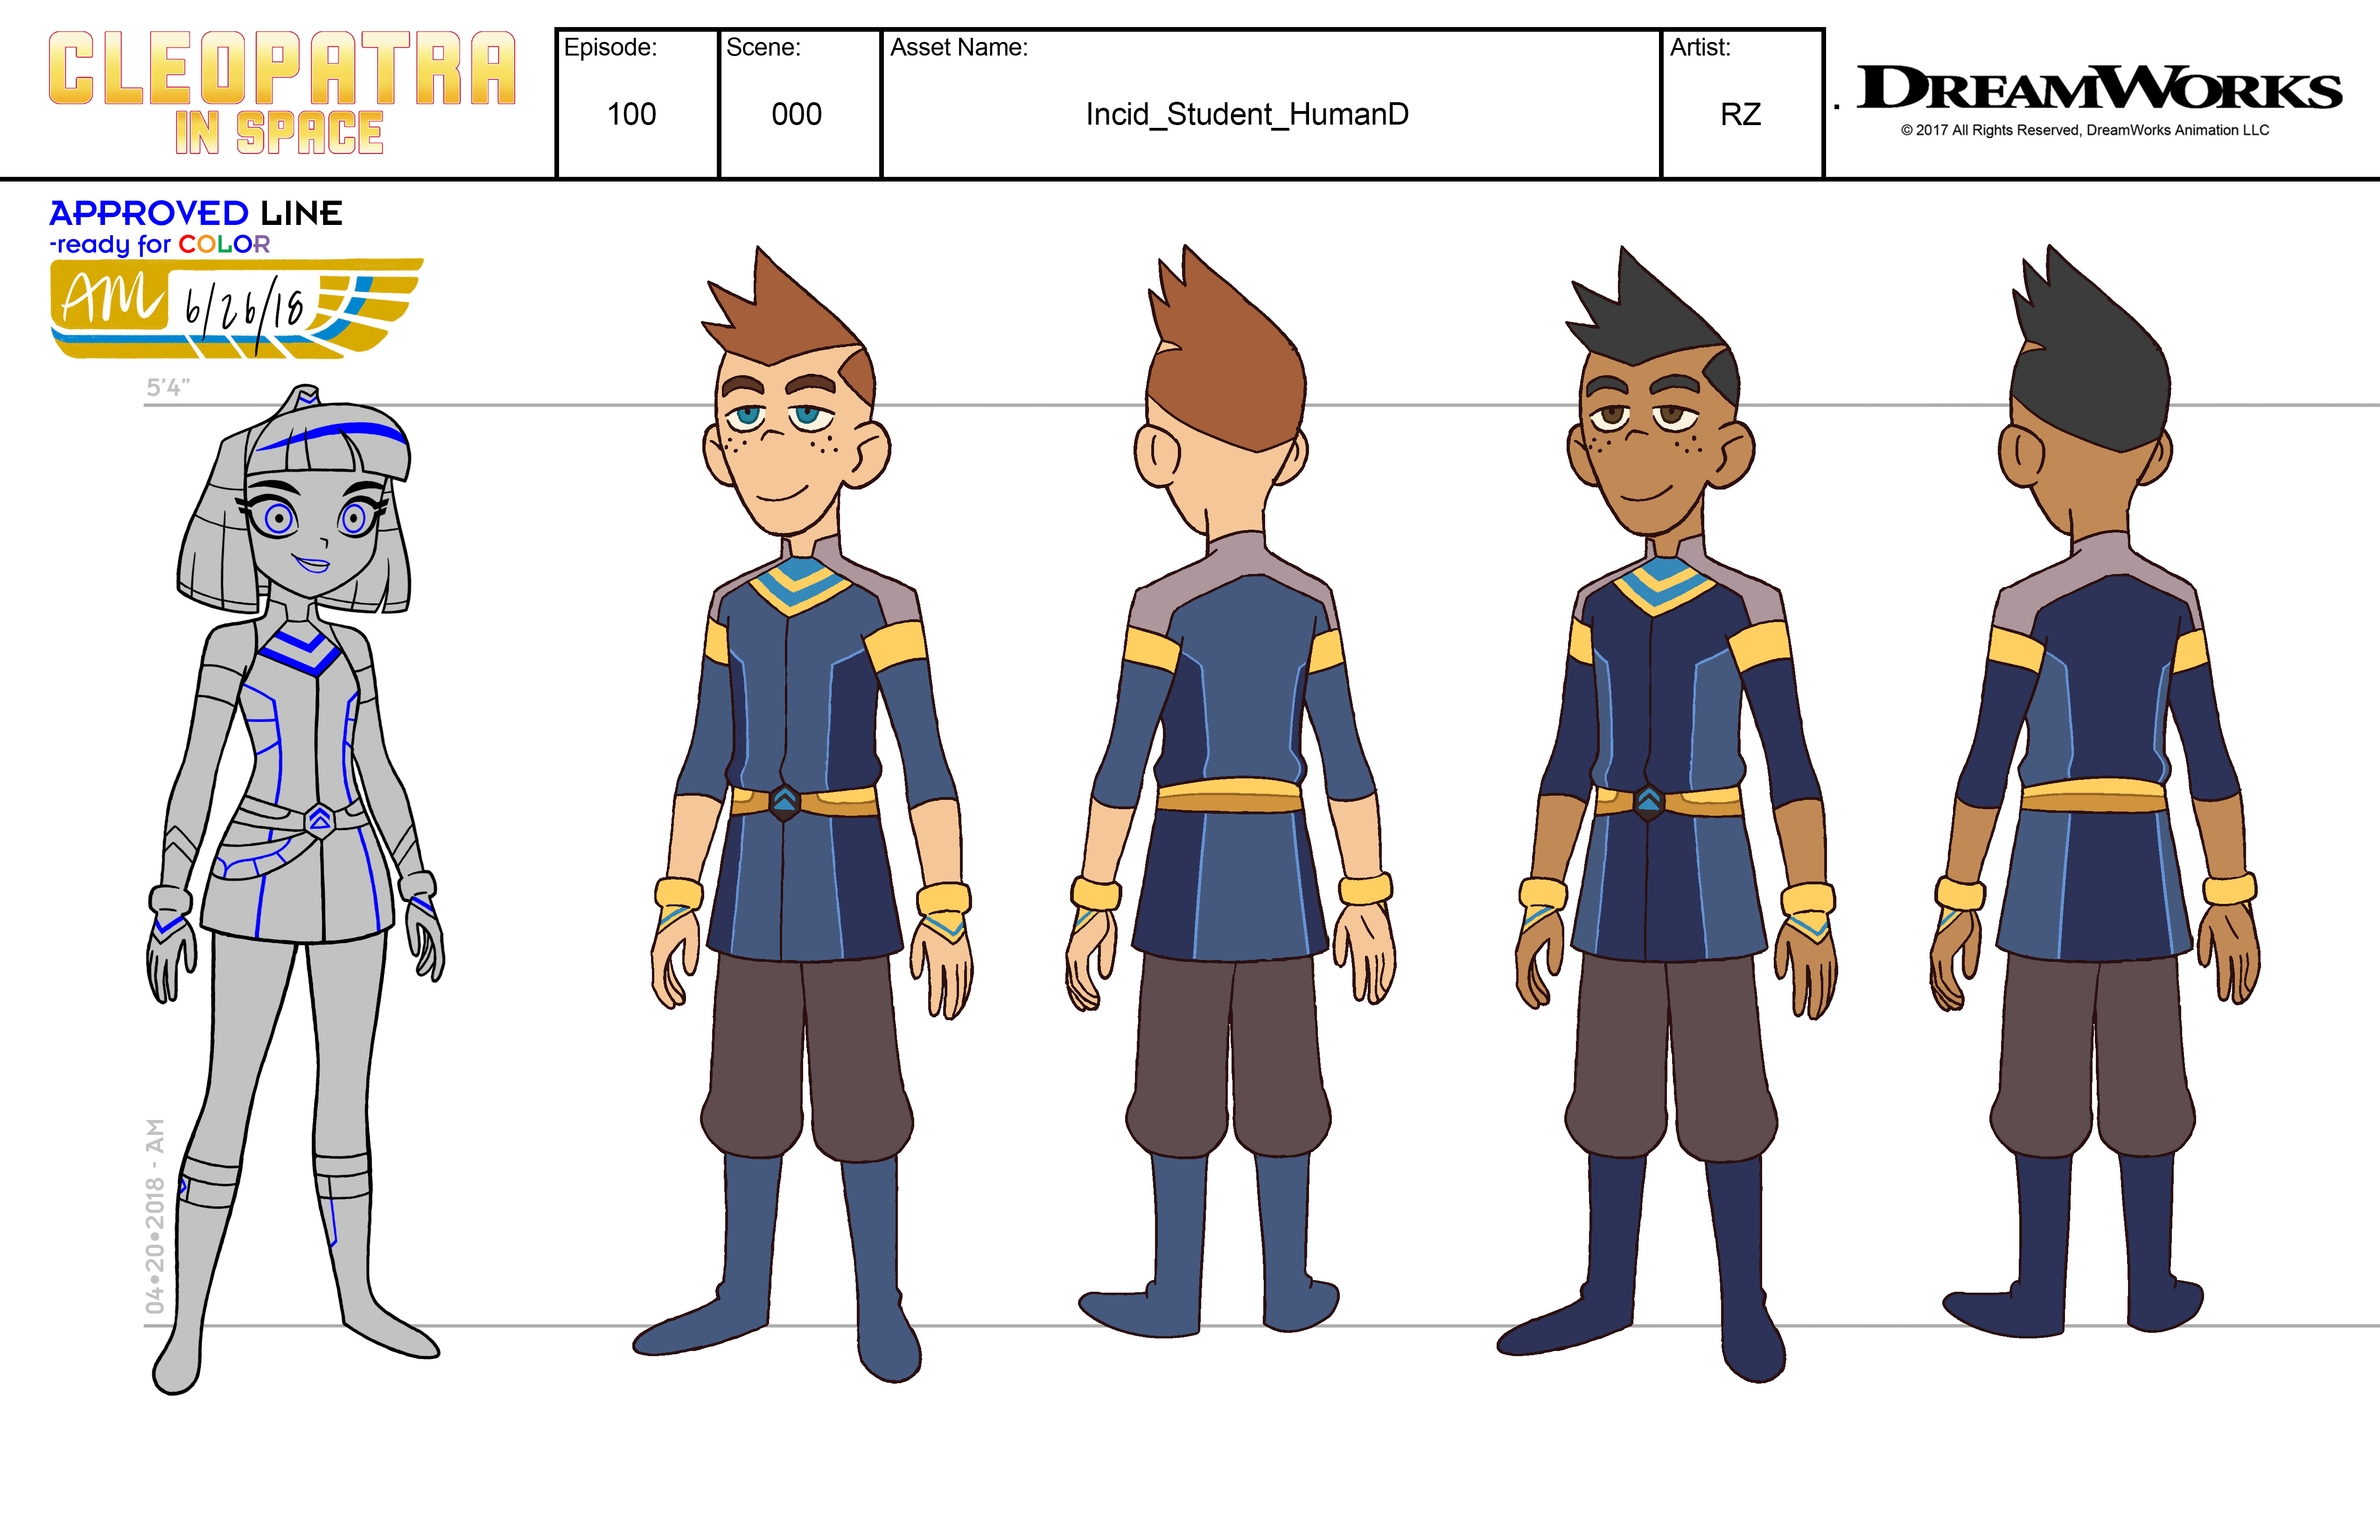 CLEOPATRA
IN SPACE
Episode:
100
Scene:
000
Asset Name:
Incid_Student_HumanD
Artist:
RZ
DREAMWORKS
© 2017 All Rights Reserved, DreamWorks Animation LLC
APPROVED LINE
-ready for COLOR
AM 6/26/18
5'4"
04•20•2018 - AM